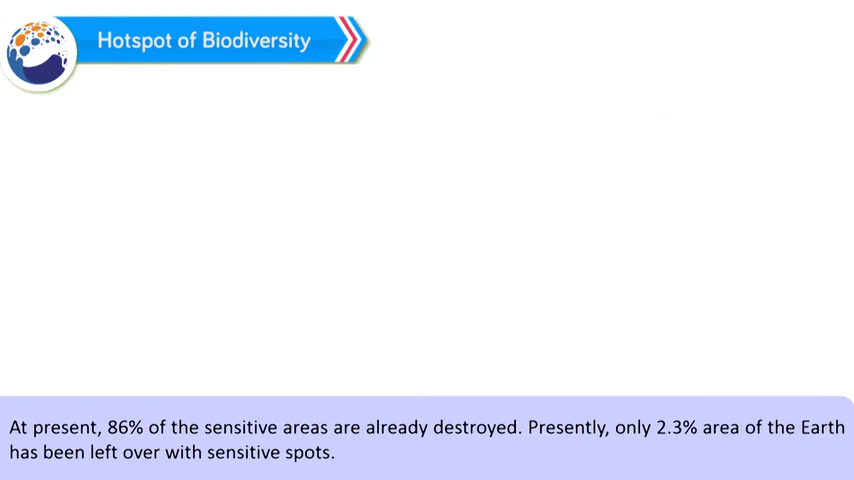 Hotspot of Biodiversity
At present, 86% of the sensitive areas are already destroyed. Presently, only 2.3% area of the Earth
has been left over with sensitive spots.